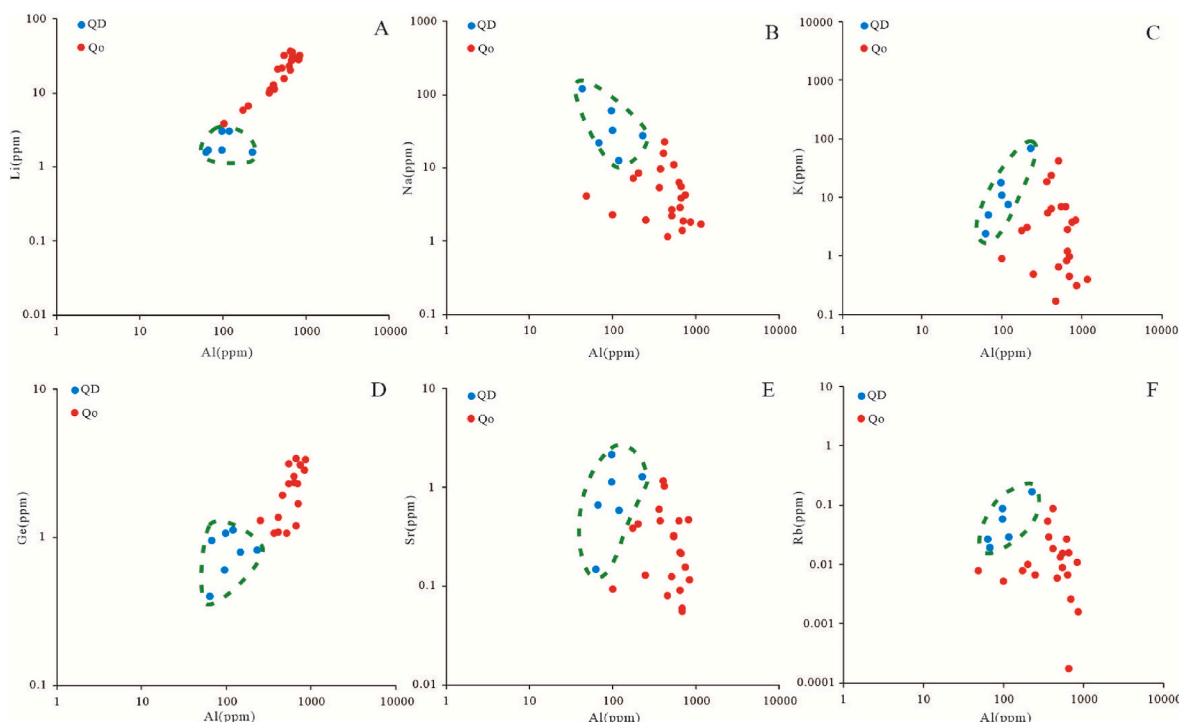 A
QD
Qo
100
10
1
0.1
0.01
Li(ppm)
1 10 100 1000 10000
Al(ppm)
B
QD
Qo
1000
100
10
1
0.1
Na(ppm)
1 10 100 1000 10000
Al(ppm)
C
QD
Qo
10000
1000
100
10
1
0.1
K(ppm)
1 10 100 1000 10000
Al(ppm)
D
QD
Qo
10
1
0.1
Ge(ppm)
1 10 100 1000 10000
Al(ppm)
E
QD
Qo
10
1
0.1
0.01
Sr(ppm)
1 10 100 1000 10000
Al(ppm)
F
QD
Qo
10
1
0.1
0.010
0.001
0.0001
Rb(ppm)
1 10 100 1000 10000
Al(ppm)